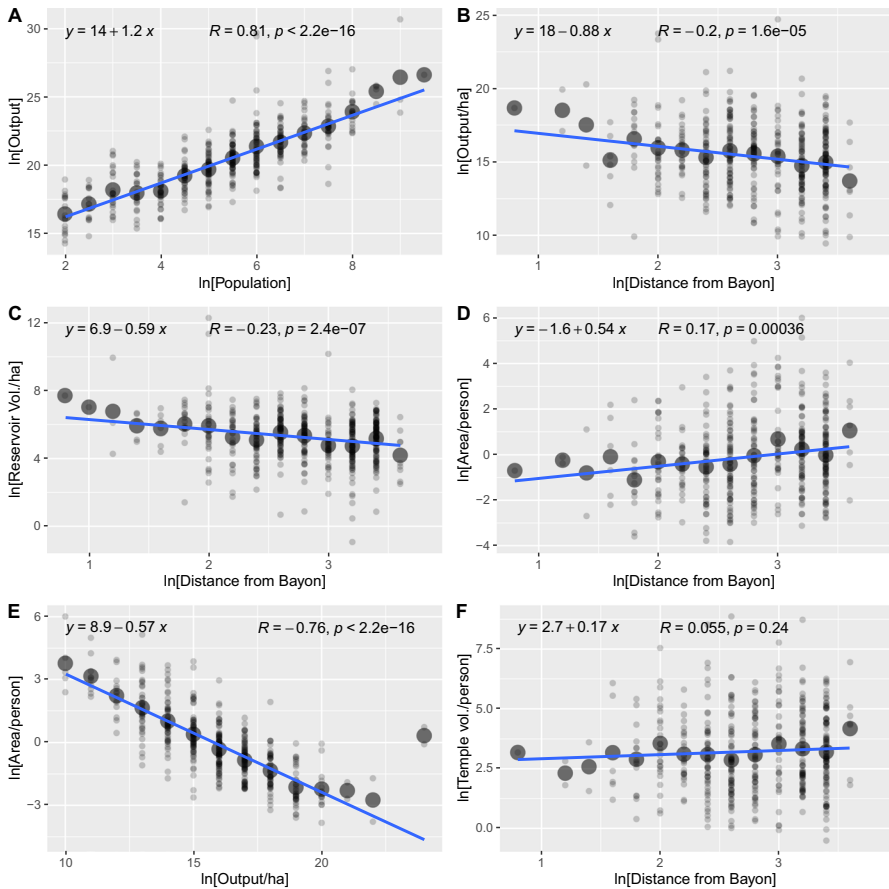 A
y = 14 + 1.2 x R = 0.81, p < 2.2e−16
30
25
20
15
ln[Output]
2 4 6 8
ln[Population]
B
y = 18 − 0.88 x R = −0.2, p = 1.6e−05
25
20
15
10
ln[Output/ha]
1 2 3
ln[Distance from Bayon]
C
y = 6.9 − 0.59 x R = −0.23, p = 2.4e−07
12
8
4
0
ln[Reservoir Vol./ha]
1 2 3
ln[Distance from Bayon]
D
y = −1.6 + 0.54 x R = 0.17, p = 0.00036
6
4
2
0
−2
−4
ln[Area/person]
1 2 3
ln[Distance from Bayon]
E
y = 8.9 − 0.57 x R = −0.76, p < 2.2e−16
6
3
0
−3
ln[Area/person]
10 15 20
ln[Output/ha]
F
y = 2.7 + 0.17 x R = 0.055, p = 0.24
7.5
5.0
2.5
0.0
ln[Temple vol./person]
1 2 3
ln[Distance from Bayon]